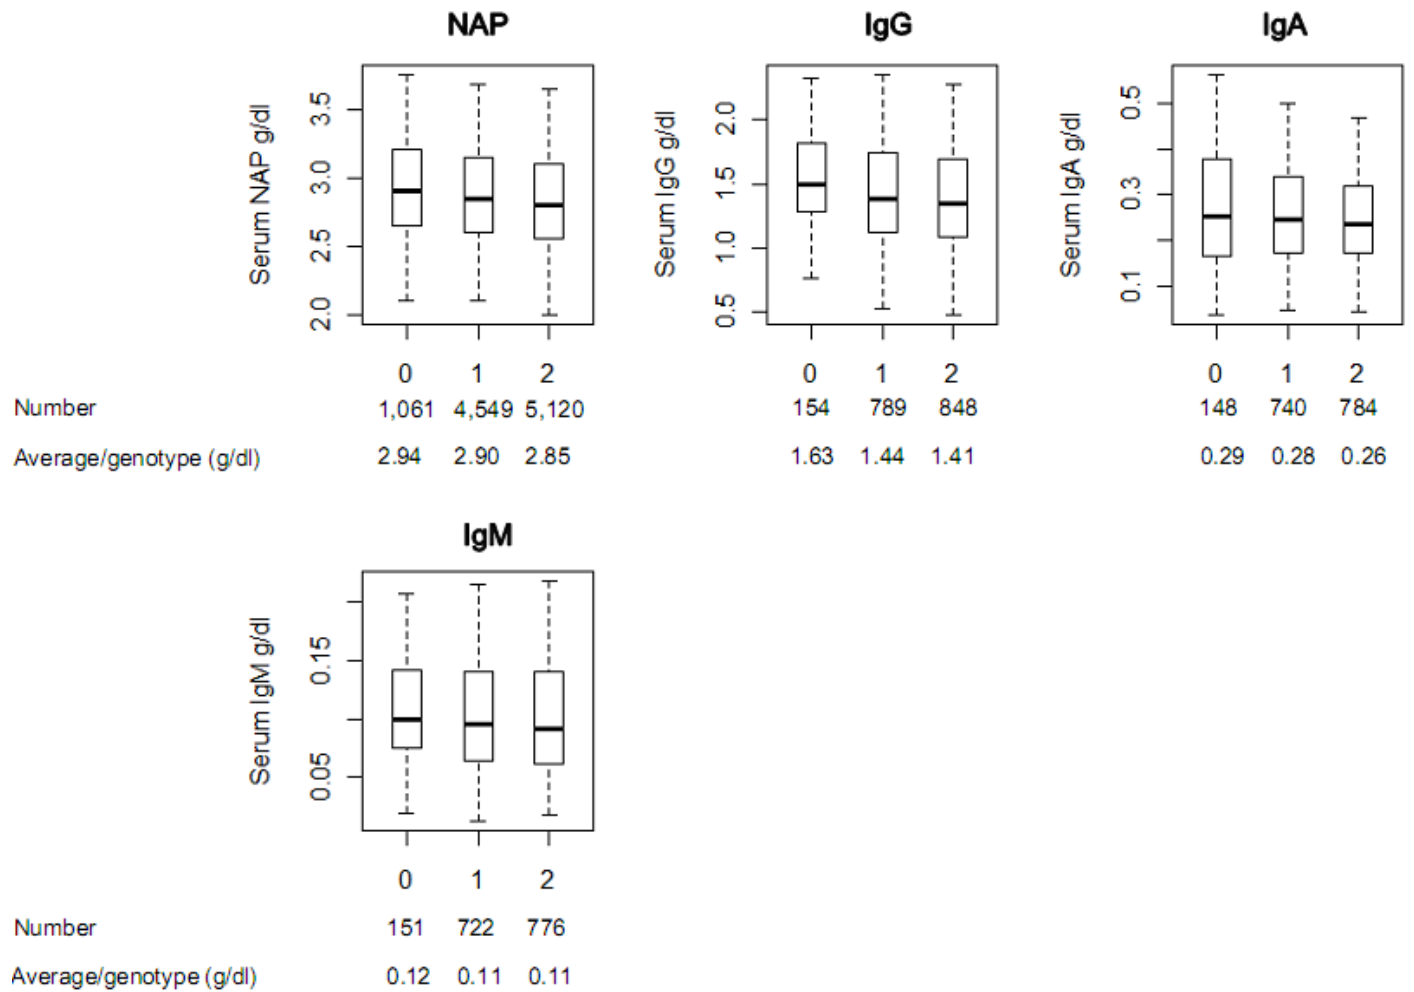 NAP
Serum NAP g/dl
3.5
3.0
2.5
2.0
0 1 2
IgG
Serum IgG g/dl
2.0
1.5
1.0
0.5
0 1 2
IgA
Serum IgA g/dl
0.5
0.3
0.1
0 1 2
Number 1,061 4,549 5,120 154 789 848 148 740 784
Average/genotype (g/dl) 2.94 2.90 2.85 1.63 1.44 1.41 0.29 0.28 0.26
IgM
Serum IgM g/dl
0.15
0.05
0 1 2
Number 151 722 776
Average/genotype (g/dl) 0.12 0.11 0.11